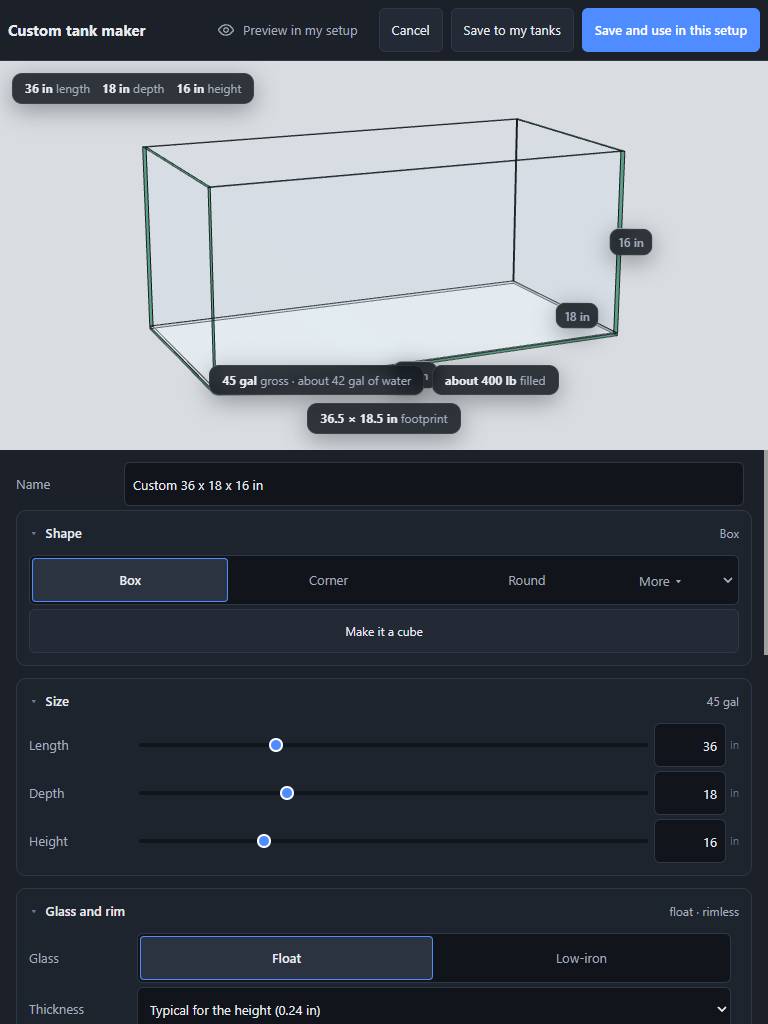 Custom tank maker
Preview in my setup
Cancel
Save to my tanks
Save and use in this setup
36 in length 18 in depth 16 in height
16 in
18 in
45 gal gross · about 42 gal of water
about 400 lb filled
36.5 × 18.5 in footprint
Name
Custom 36 x 18 x 16 in
Shape
Box
Box
Corner
Round
More
Make it a cube
Size
45 gal
Length
36 in
Depth
18 in
Height
16 in
Glass and rim
float · rimless
Glass
Float
Low-iron
Thickness
Typical for the height (0.24 in)